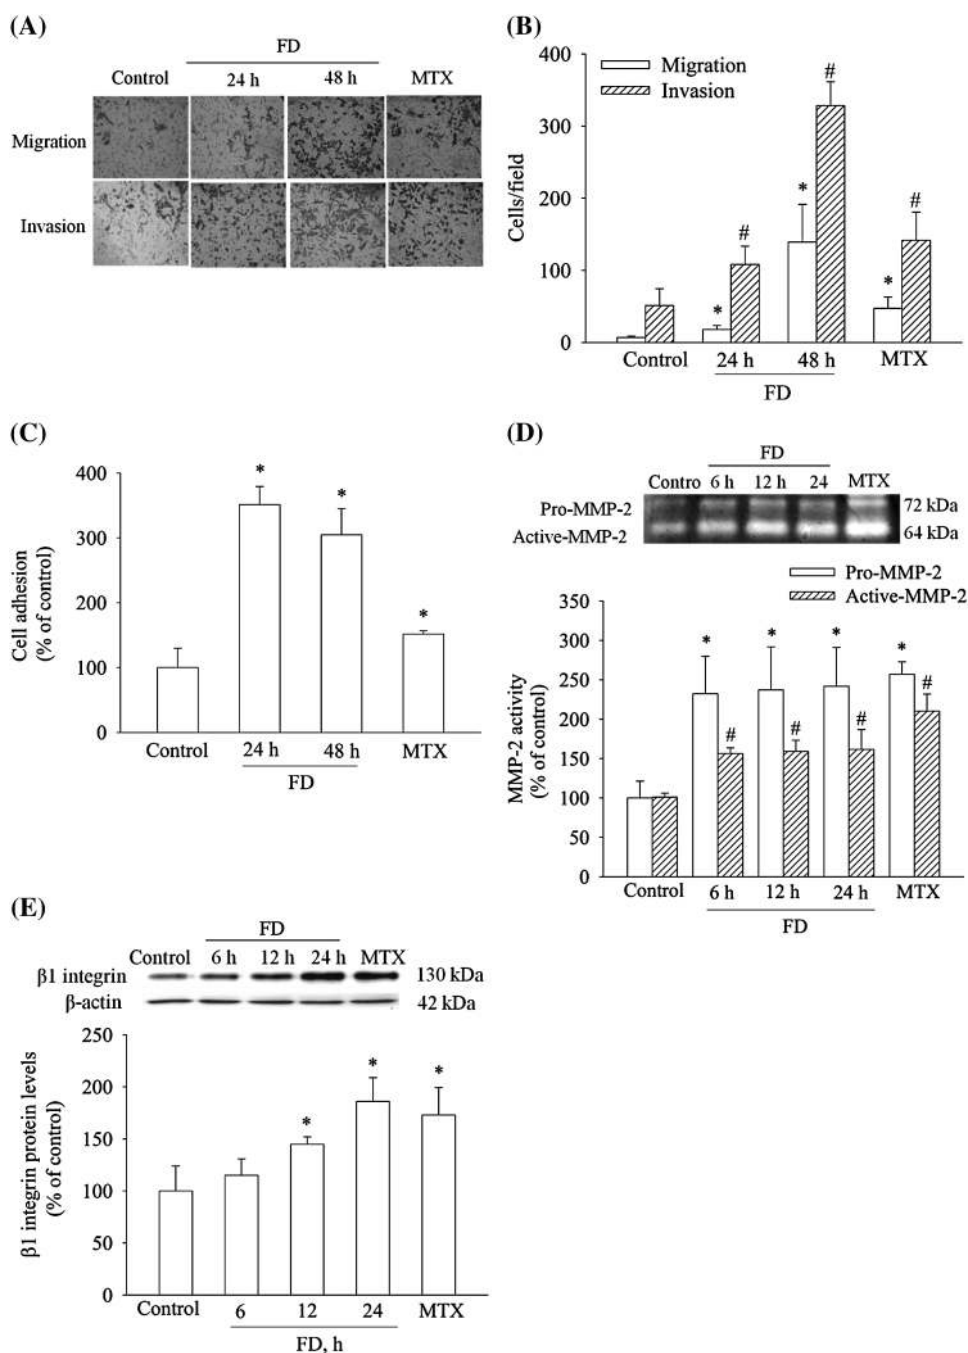 (A)
FD
Control 24 h 48 h MTX
Migration
Invasion
(B)
400
300
200
100
0
Cells/field
Migration
Invasion
* # * # * #
Control 24 h 48 h MTX
FD
(C)
400
300
200
100
0
Cell adhesion
(% of control)
* * *
Control 24 h 48 h MTX
FD
(D)
FD
Contro 6 h 12 h 24 MTX
Pro-MMP-2 72 kDa
Active-MMP-2 64 kDa
Pro-MMP-2
Active-MMP-2
350
300
250
200
150
100
50
0
MMP-2 activity
(% of control)
* # * # * # * #
Control 6 h 12 h 24 h MTX
FD
(E)
FD
Control 6 h 12 h 24 h MTX
β1 integrin 130 kDa
β-actin 42 kDa
250
200
150
100
50
0
β1 integrin protein levels
(% of control)
* * *
Control 6 12 24 MTX
FD, h